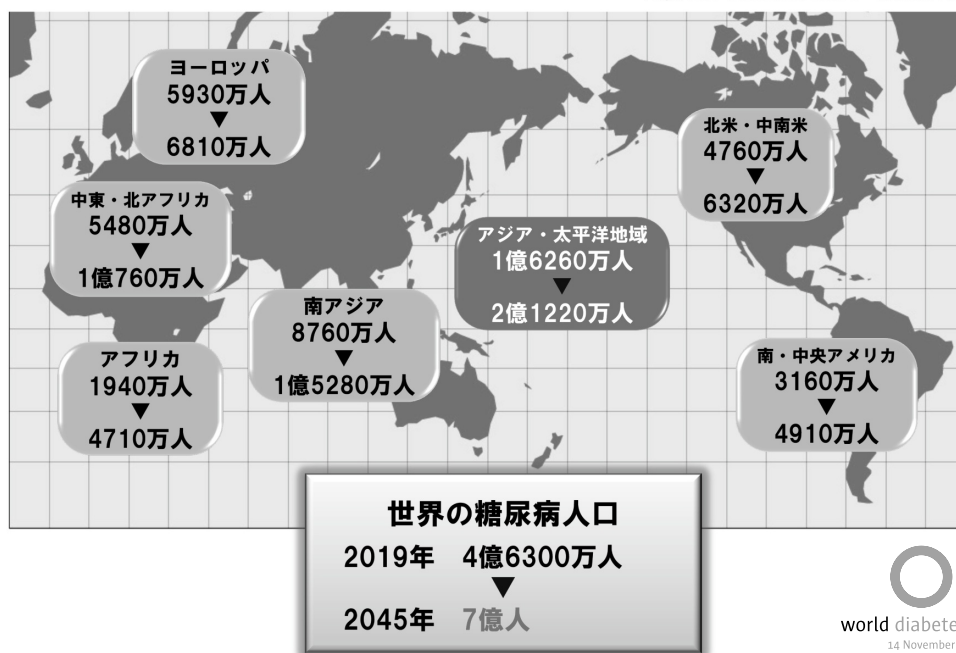 ヨーロッパ
5930万人
▼
6810万人
北米・中南米
4760万人
▼
6320万人
中東・北アフリカ
5480万人
▼
1億760万人
アジア・太平洋地域
1億6260万人
▼
2億1220万人
南アジア
8760万人
▼
1億5280万人
アフリカ
1940万人
▼
4710万人
南・中央アメリカ
3160万人
▼
4910万人
世界の糖尿病人口
2019年 4億6300万人
▼
2045年 7億人
world diabete
14 November